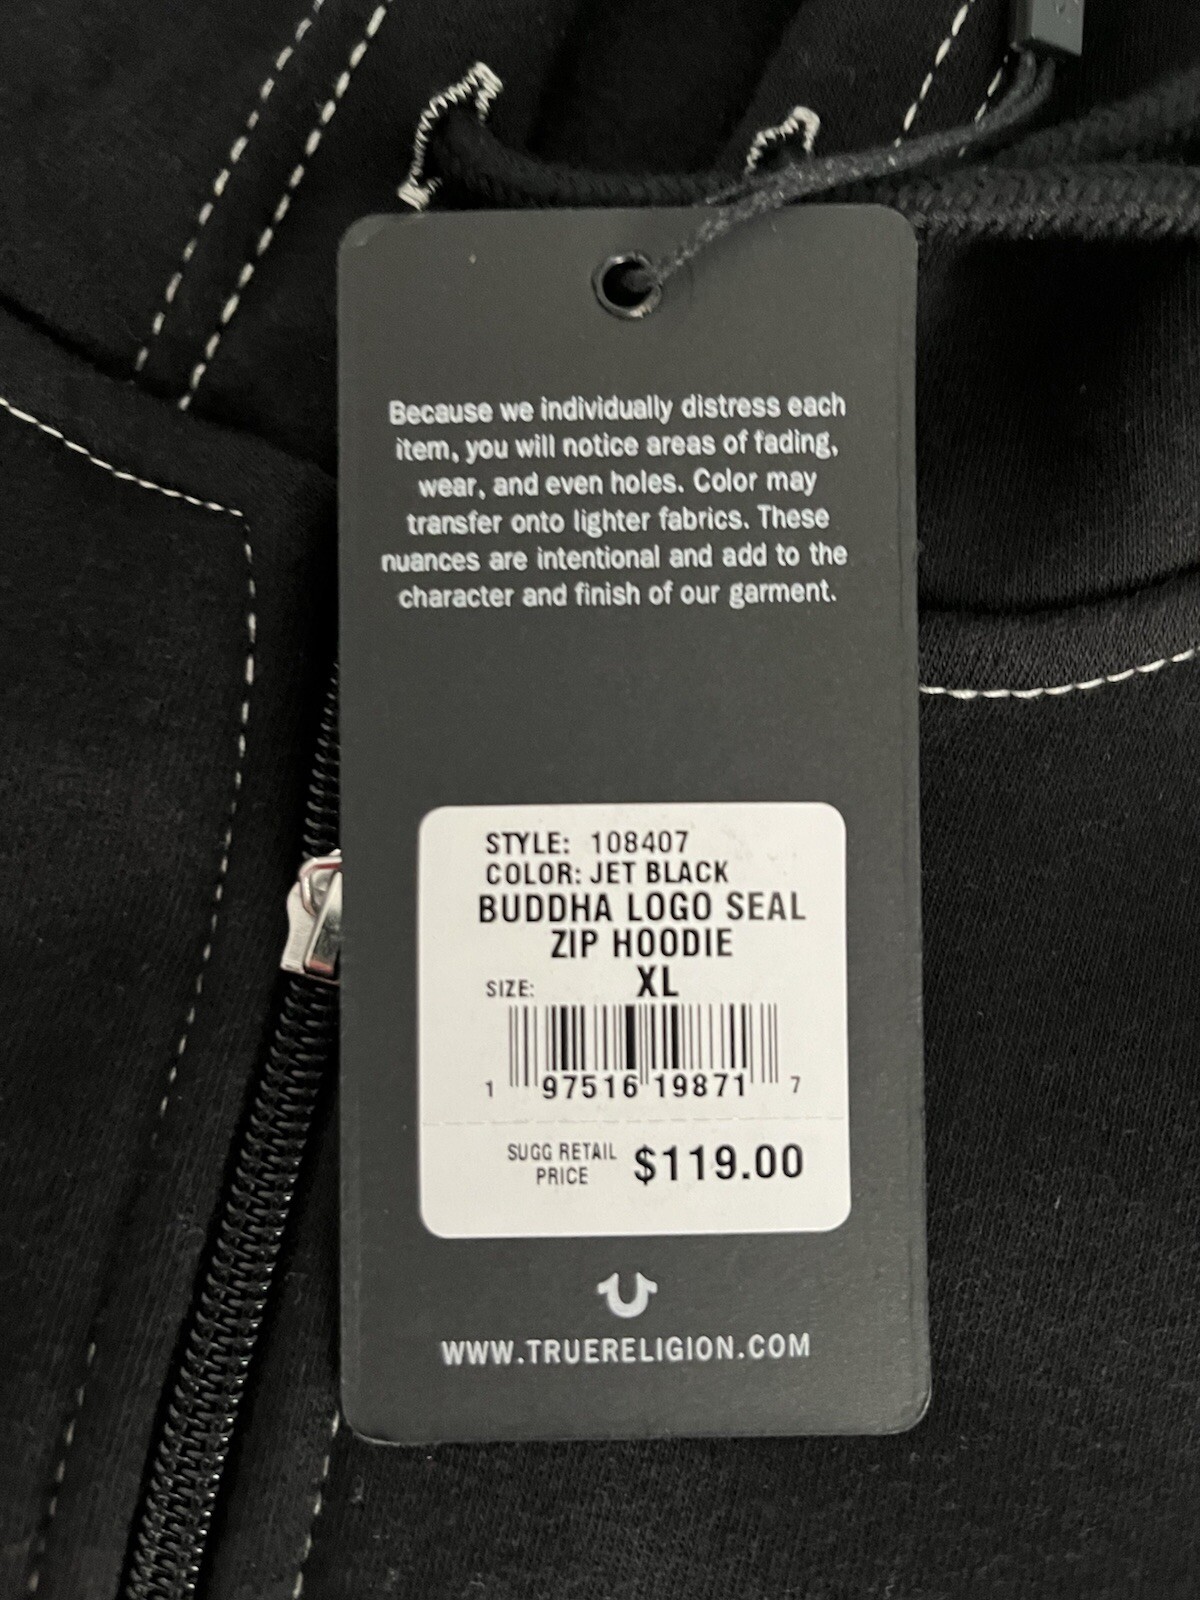 Because we individually distress each
item, you will notice areas of fading,
wear, and even holes. Color may
transfer onto lighter fabrics. These
nuances are intentional and add to the
character and finish of our garment.
STYLE: 108407
COLOR: JET BLACK
BUDDHA LOGO SEAL
ZIP HOODIE
SIZE: XL
1 97516 19871 7
SUGG RETAIL
PRICE $119.00
WWW.TRUERELIGION.COM